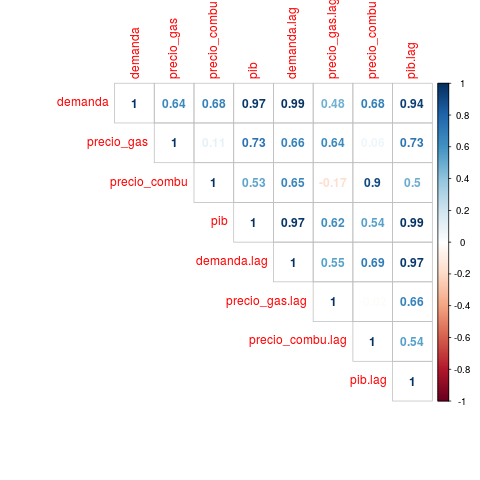 demanda precio_gas precio_combu pib demanda.lag precio_gas.lag precio_combu pib.lag
demanda 1 0.64 0.68 0.97 0.99 0.48 0.68 0.94
precio_gas 1 0.11 0.73 0.66 0.64 0.06 0.73
precio_combu 1 0.53 0.65 -0.17 0.9 0.5
pib 1 0.97 0.62 0.54 0.99
demanda.lag 1 0.55 0.69 0.97
precio_gas.lag 1 0.66
precio_combu.lag 1 0.54
pib.lag 1
1
0.8
0.6
0.4
0.2
0
-0.2
-0.4
-0.6
-0.8
-1